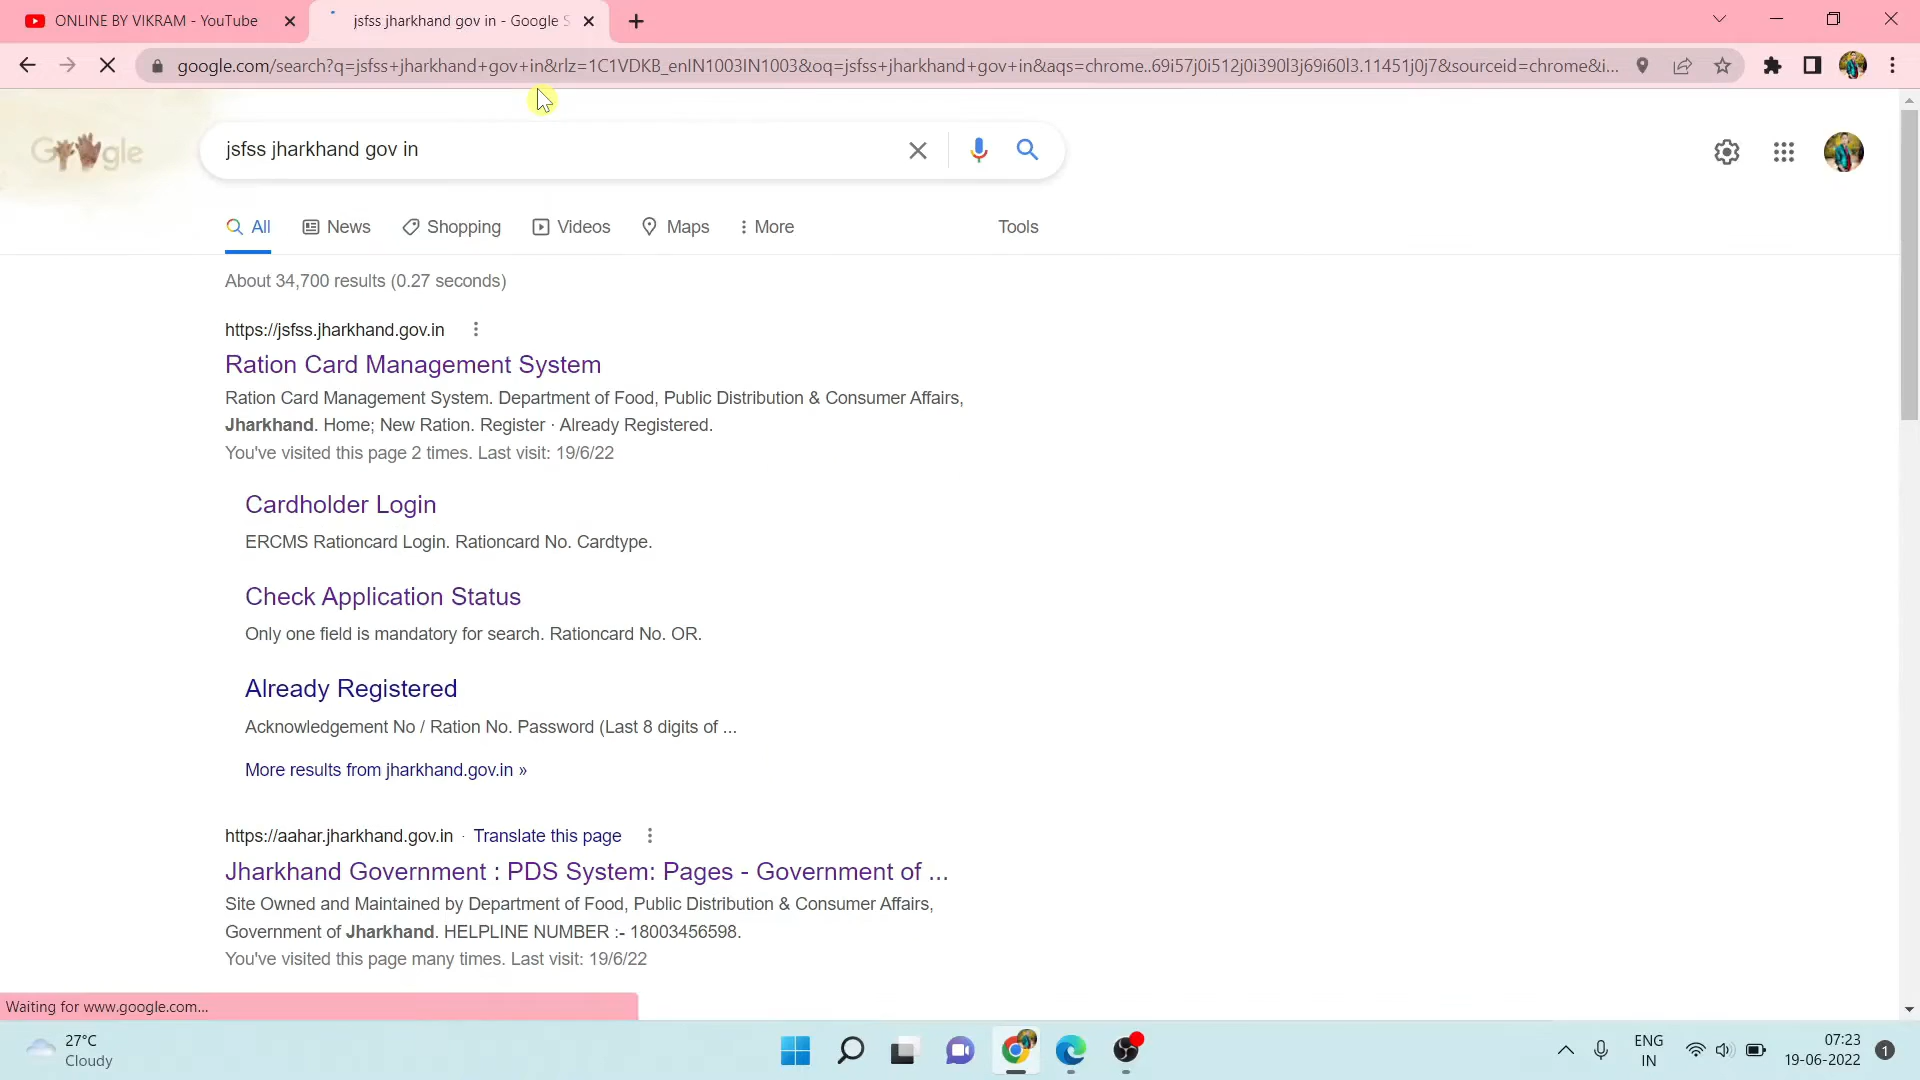 ONLINE BY VIKRAM - YouTube
jsfss jharkhand gov in - Google S
google.com/search?q=jsfss+jharkhand+gov+in&rlz=1C1VDKB_enIN1003IN1003&oq=jsfss+jharkhand+gov+in&aqs=chrome..69i57j0i512j0i390l3j69i60l3.11451j0j7&sourceid=chrome&i...
Google
jsfss jharkhand gov in
All News Shopping Videos Maps More Tools
About 34,700 results (0.27 seconds)
https://jsfss.jharkhand.gov.in
Ration Card Management System
Ration Card Management System. Department of Food, Public Distribution & Consumer Affairs,
Jharkhand. Home; New Ration. Register · Already Registered.
You've visited this page 2 times. Last visit: 19/6/22
Cardholder Login
ERCMS Rationcard Login. Rationcard No. Cardtype.
Check Application Status
Only one field is mandatory for search. Rationcard No. OR.
Already Registered
Acknowledgement No / Ration No. Password (Last 8 digits of ...
More results from jharkhand.gov.in »
https://aahar.jharkhand.gov.in · Translate this page
Jharkhand Government : PDS System: Pages - Government of ...
Site Owned and Maintained by Department of Food, Public Distribution & Consumer Affairs,
Government of Jharkhand. HELPLINE NUMBER :- 18003456598.
You've visited this page many times. Last visit: 19/6/22
Waiting for www.google.com...
27°C
Cloudy
ENG
IN
07:23
19-06-2022
1